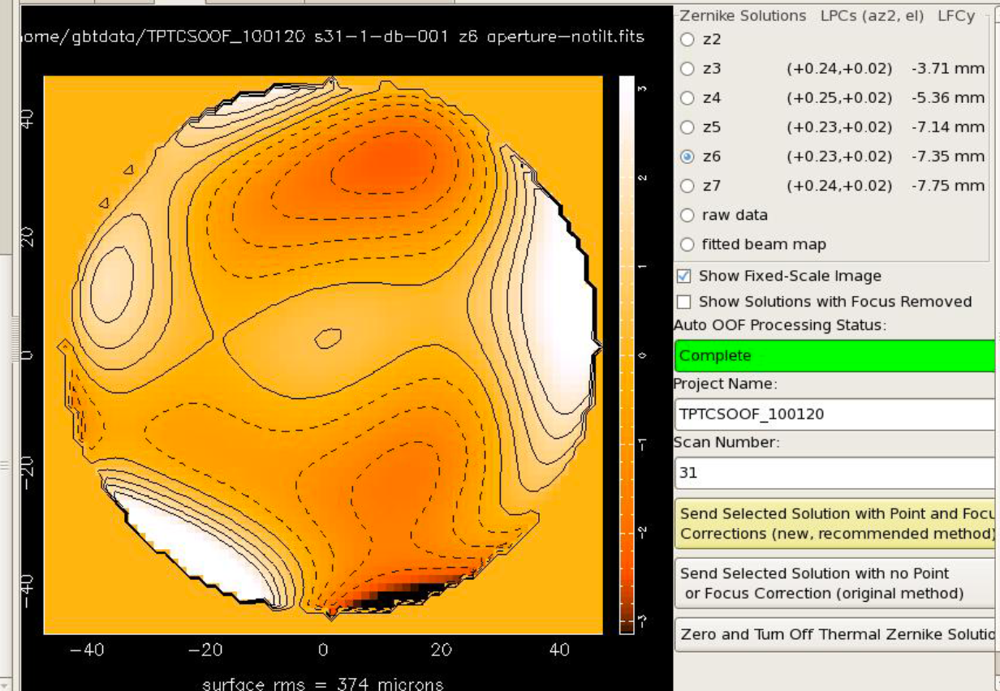 ome/gbtdata/TPTCSOOF_100120 s31-1-db-001 z6 aperture-notilt.fits
40
20
0
-20
-40
-40 -20 0 20 40
surface rms = 374 microns
3
2
1
0
-1
-2
-3
Zernike Solutions LPCs (az2, el) LFCy
z2
z3 (+0.24,+0.02) -3.71 mm
z4 (+0.25,+0.02) -5.36 mm
z5 (+0.23,+0.02) -7.14 mm
z6 (+0.23,+0.02) -7.35 mm
z7 (+0.24,+0.02) -7.75 mm
raw data
fitted beam map
Show Fixed-Scale Image
Show Solutions with Focus Removed
Auto OOF Processing Status:
Complete
Project Name:
TPTCSOOF_100120
Scan Number:
31
Send Selected Solution with Point and Focu
Corrections (new, recommended method)
Send Selected Solution with no Point
or Focus Correction (original method)
Zero and Turn Off Thermal Zernike Solutio